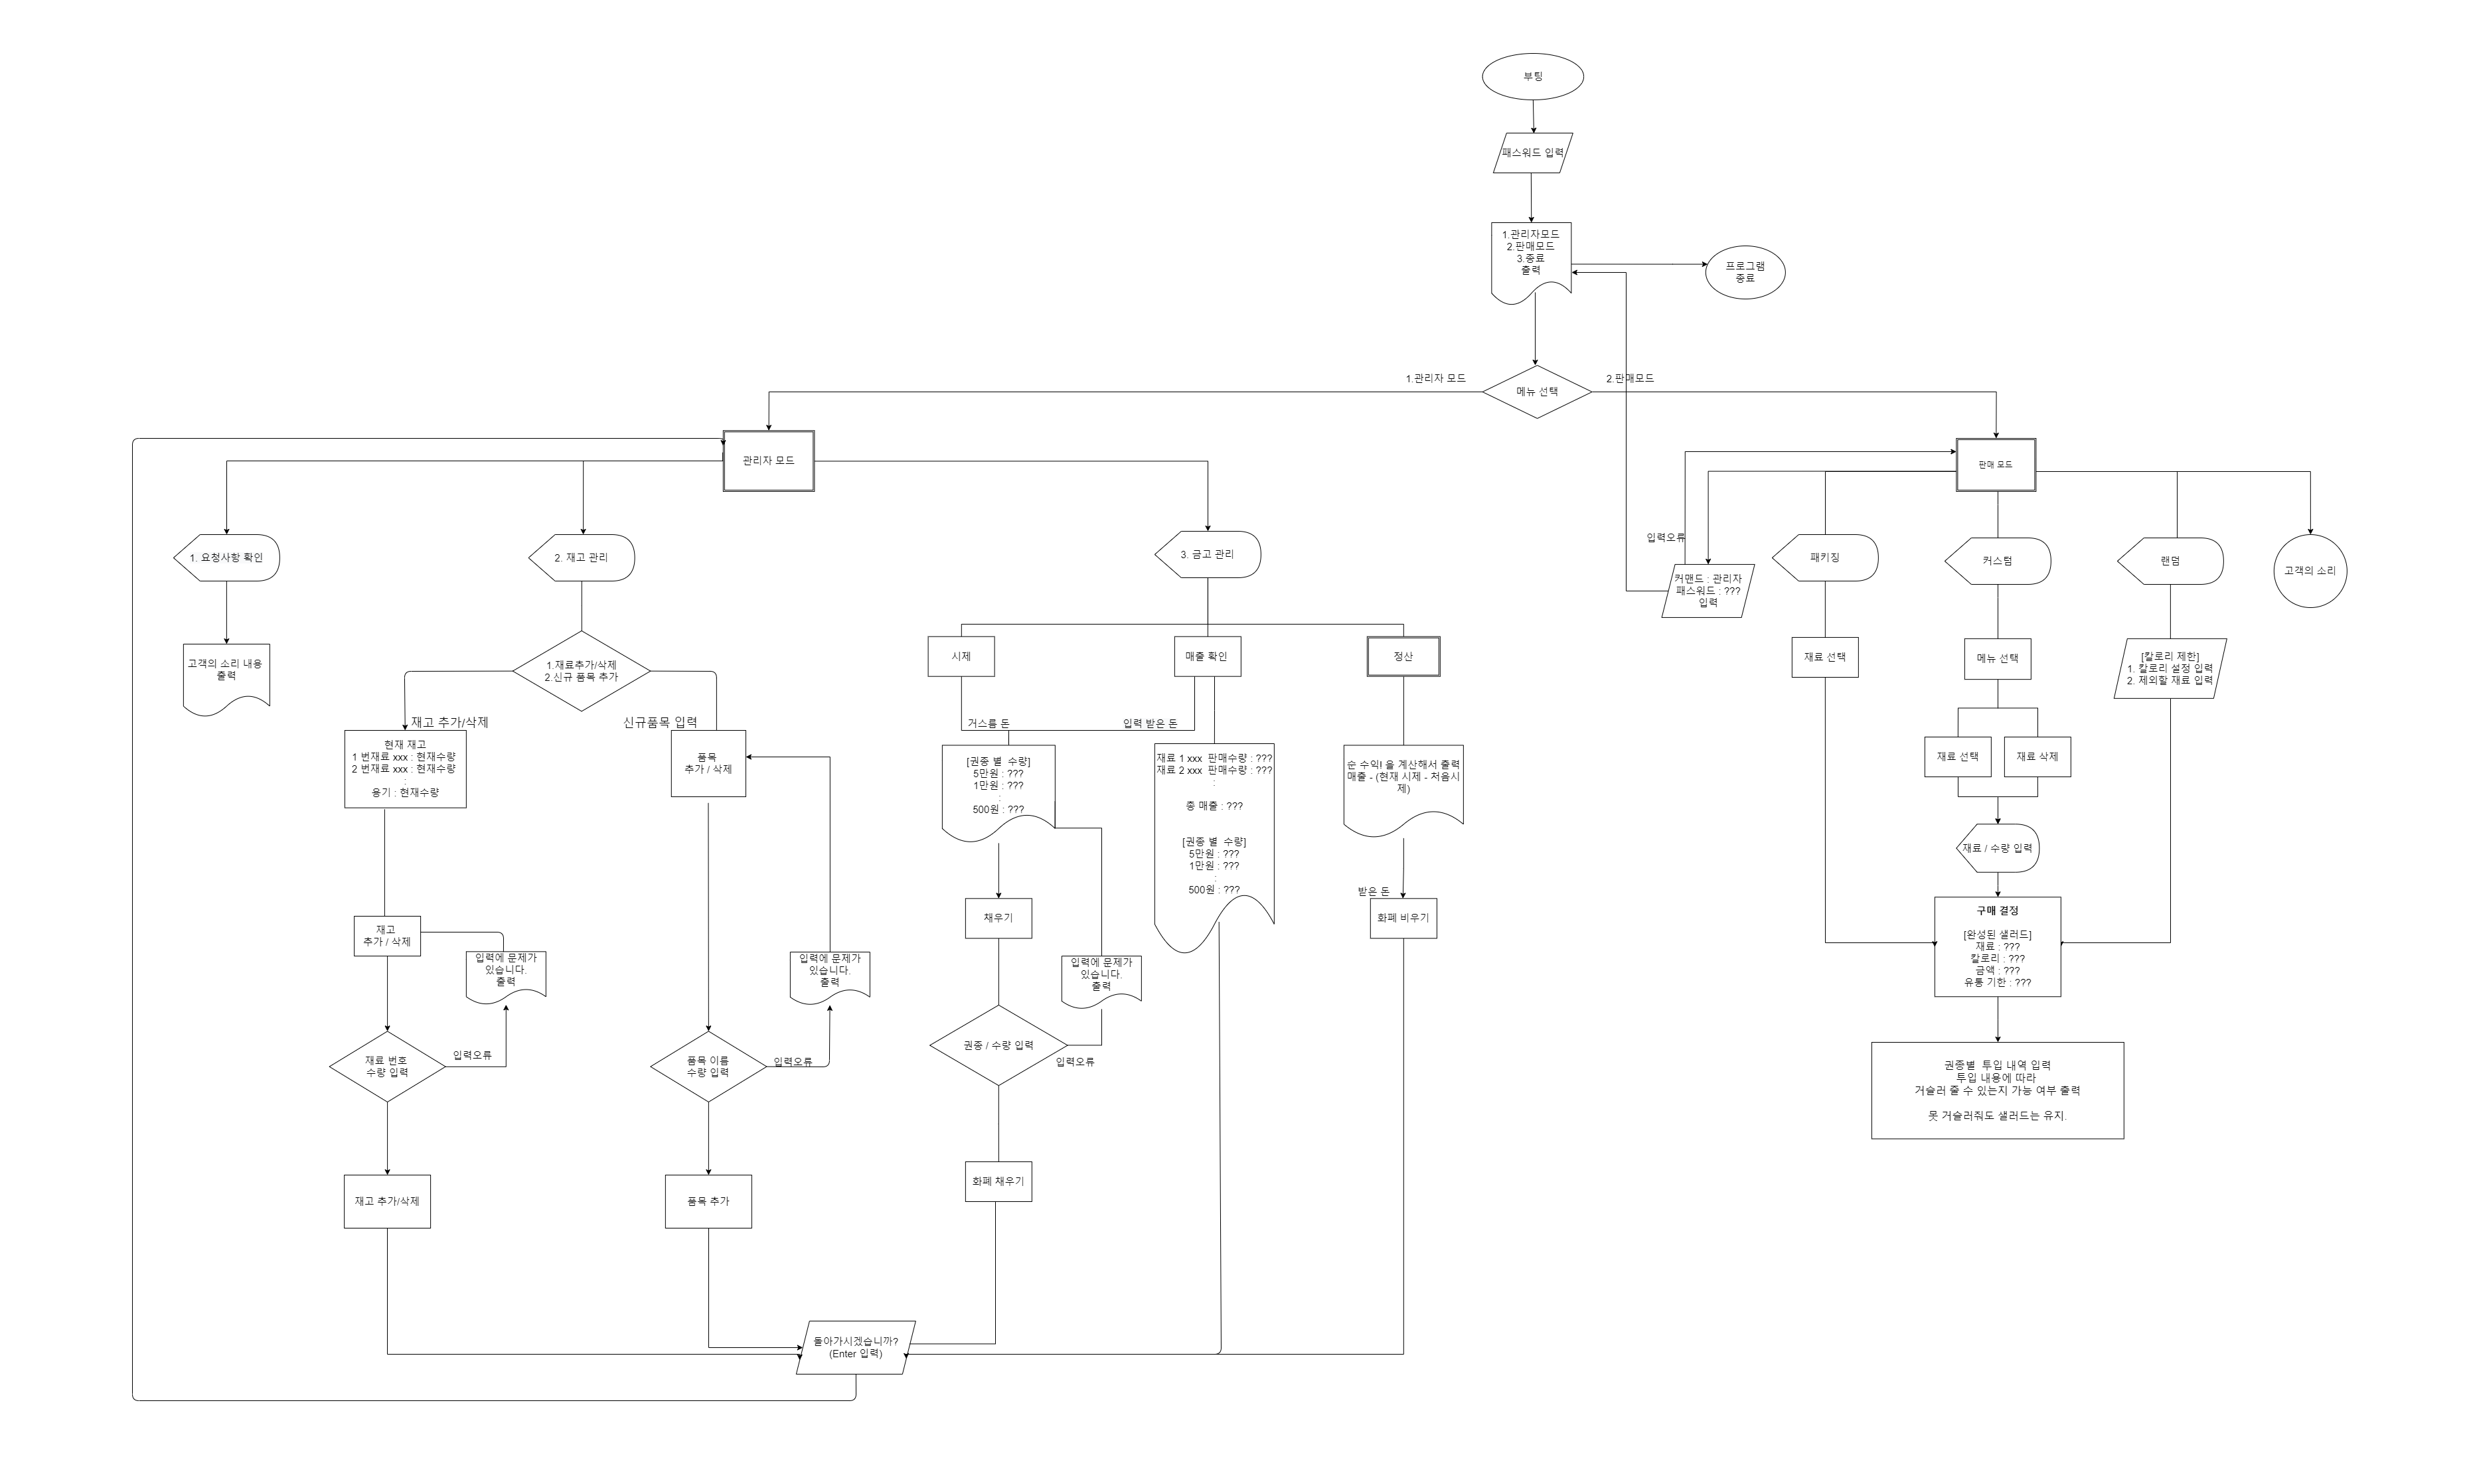 부팅
패스워드 입력
1.관리자모드
2.판매모드
3.종료
출력
프로그램
종료
1.관리자 모드
메뉴 선택
2.판매모드
관리자 모드
판매 모드
1. 요청사항 확인
2. 재고 관리
3. 금고 관리
입력오류
커맨드 : 관리자
패스워드 : ???
입력
패키징
커스텀
랜덤
고객의 소리
고객의 소리 내용
출력
1.재료추가/삭제
2.신규 품목 추가
시제
매출 확인
정산
재료 선택
메뉴 선택
[칼로리 제한]
1. 칼로리 설정 입력
2. 제외할 재료 입력
재고 추가/삭제
신규품목 입력
거스를 돈
입력 받은 돈
현재 재고
1 번재료 xxx : 현재수량
2 번재료 xxx : 현재수량
:
용기 : 현재수량
품목
추가 / 삭제
[권종 별  수량]
5만원 : ???
1만원 : ???
:
500원 : ???
재료 1 xxx  판매수량 : ???
재료 2 xxx  판매수량 : ???
:
총 매출 : ???
[권종 별  수량]
5만원 : ???
1만원 : ???
:
500원 : ???
순 수익! 을 계산해서 출력
매출 - (현재 시제 - 처음시
제)
재료 선택
재료 삭제
재료 / 수량 입력
받은 돈
화폐 비우기
채우기
재고
추가 / 삭제
입력에 문제가
있습니다.
출력
입력에 문제가
있습니다.
출력
입력에 문제가
있습니다.
출력
구매 결정
[완성된 샐러드]
재료 : ???
칼로리 : ???
금액 : ???
유통 기한 : ???
재료 번호
수량 입력
입력오류
품목 이름
수량 입력
입력오류
권종 / 수량 입력
입력오류
권종별  투입 내역 입력
투입 내용에 따라
거슬러 줄 수 있는지 가능 여부 출력
못 거슬러줘도 샐러드는 유지.
재고 추가/삭제
품목 추가
화폐 채우기
돌아가시겠습니까?
(Enter 입력)